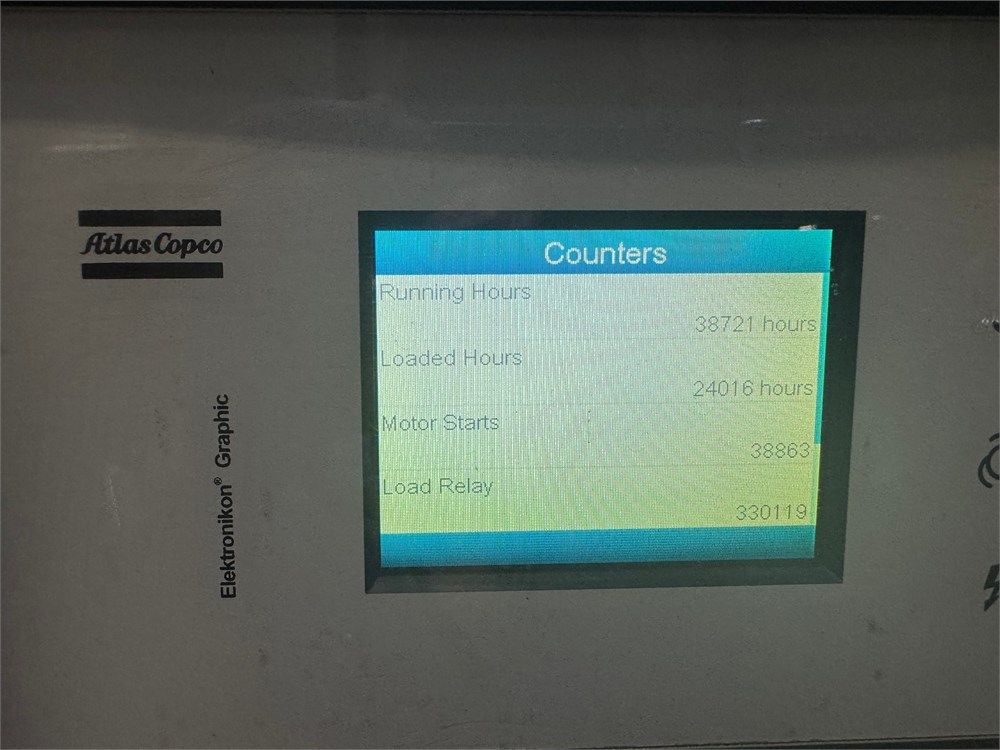 Atlas Copco
Elektronikon® Graphic
Counters
Running Hours
38721 hours
Loaded Hours
24016 hours
Motor Starts
38863
Load Relay
330119